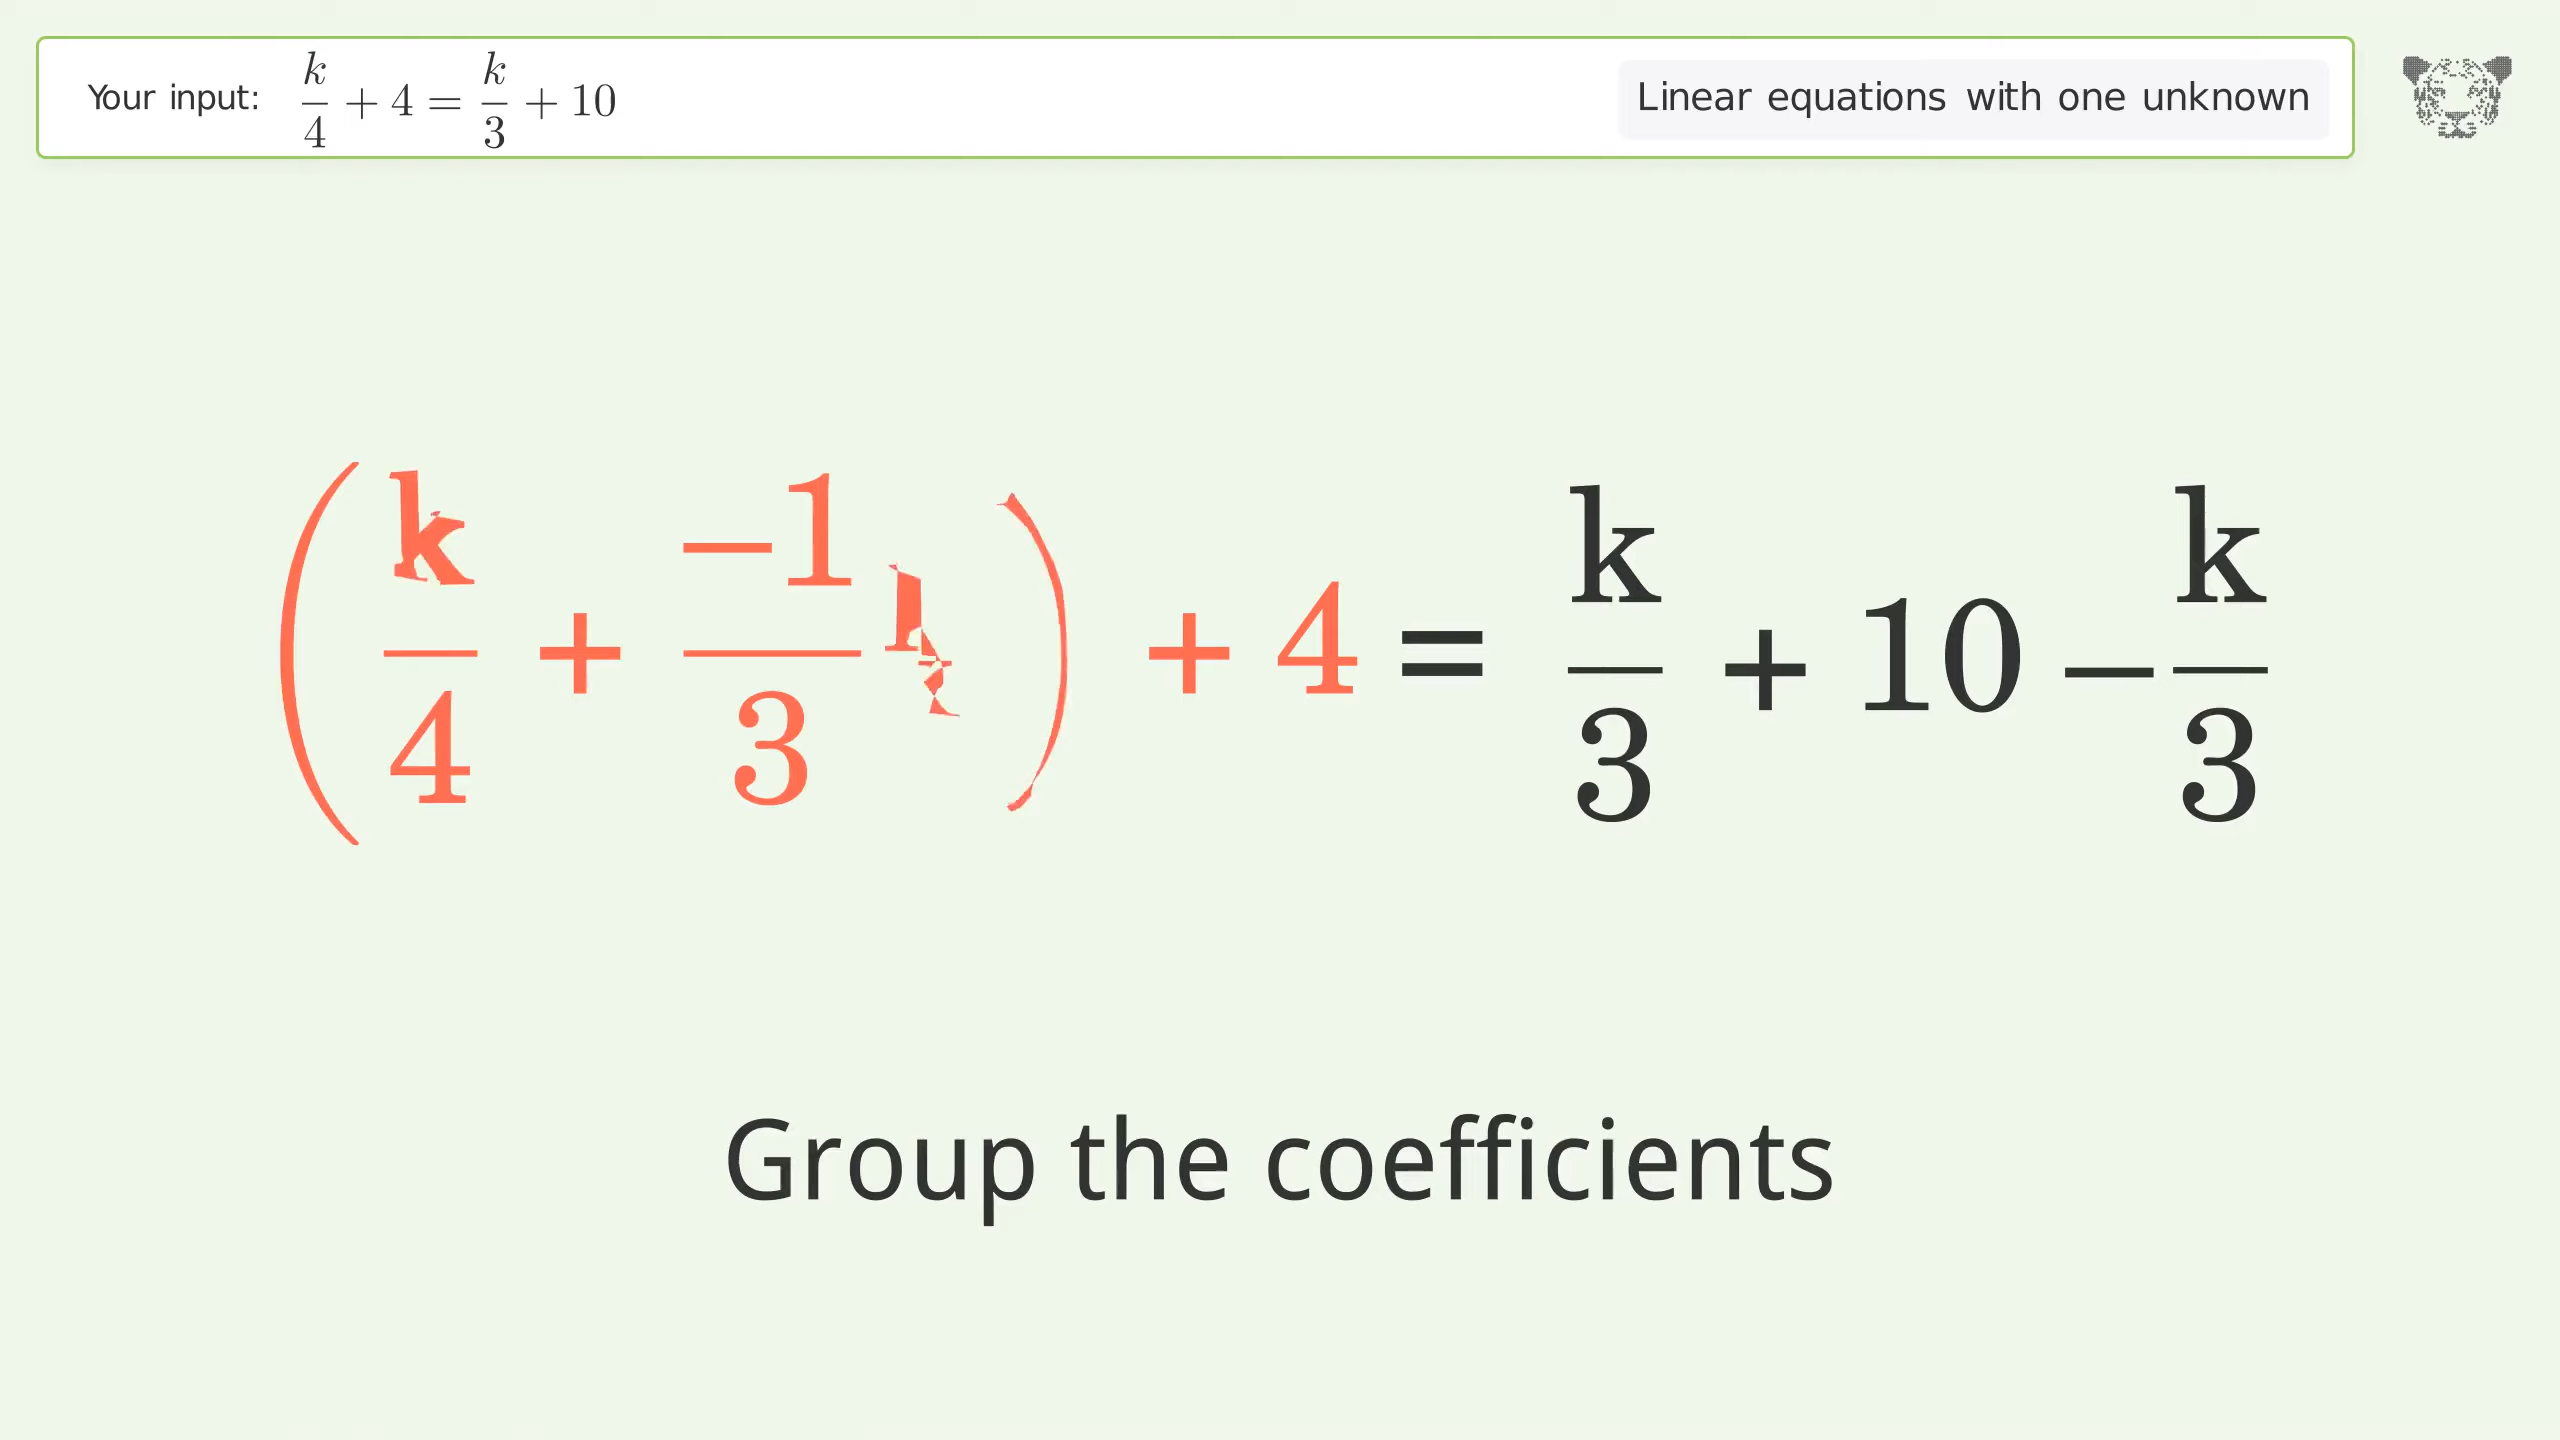 Your input: k/4 + 4 = k/3 + 10
Linear equations with one unknown
(k/4 + -1/3 ) + 4 = k/3 + 10 - k/3
Group the coefficients